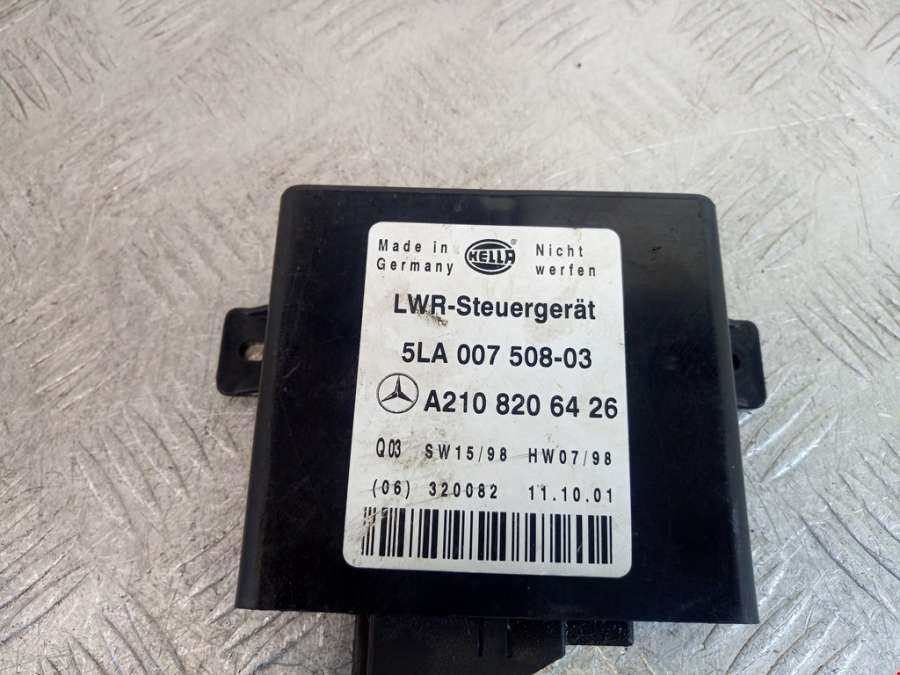 Made in HELLA ® Nicht
Germany werfen
LWR-Steuergerät
5LA 007 508-03
A210 820 64 26
Q03 SW15/98 HW07/98
(06) 320082 11.10.01